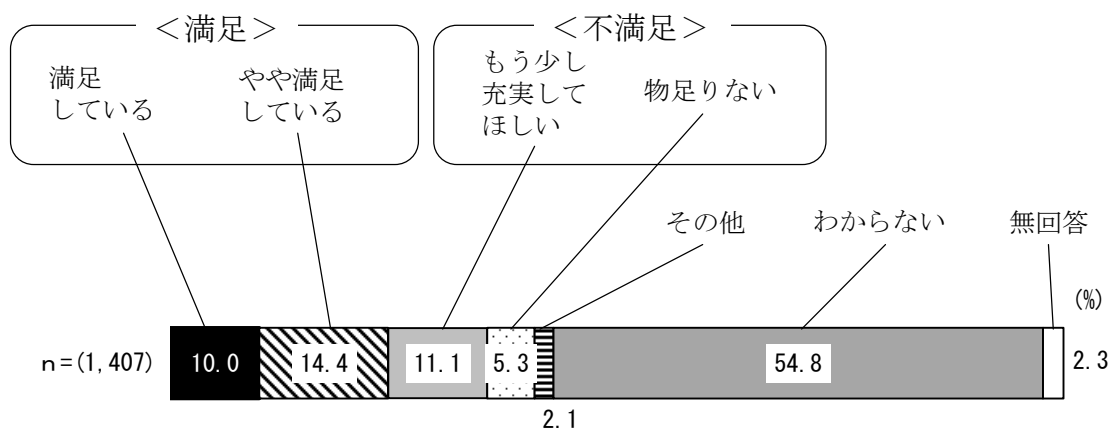 ＜満足＞
＜不満足＞
満足
している
やや満足
している
もう少し
充実して
ほしい
物足りない
その他
わからない
無回答
(%)
ｎ=(1,407)
10.0
14.4
11.1
5.3
54.8
2.3
2.1